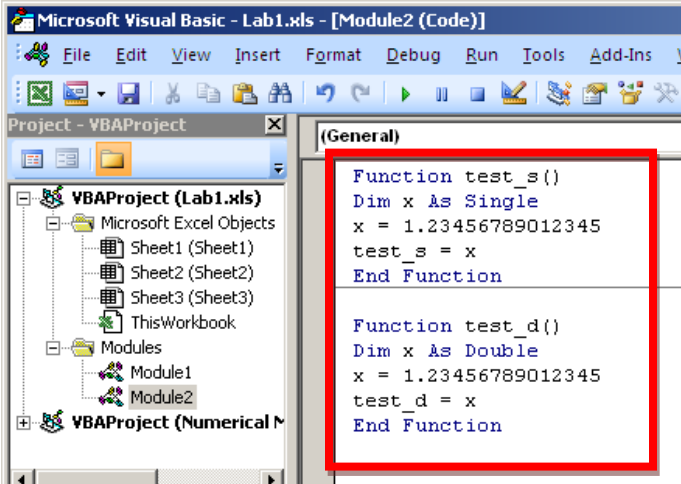 Microsoft Visual Basic - Lab1.xls - [Module2 (Code)]
File Edit View Insert Format Debug Run Tools Add-Ins
Project - VBAProject
(General)
VBAProject (Lab1.xls)
Microsoft Excel Objects
Sheet1 (Sheet1)
Sheet2 (Sheet2)
Sheet3 (Sheet3)
ThisWorkbook
Modules
Module1
Module2
VBAProject (Numerical M
Function test_s()
Dim x As Single
x = 1.23456789012345
test_s = x
End Function
Function test_d()
Dim x As Double
x = 1.23456789012345
test_d = x
End Function